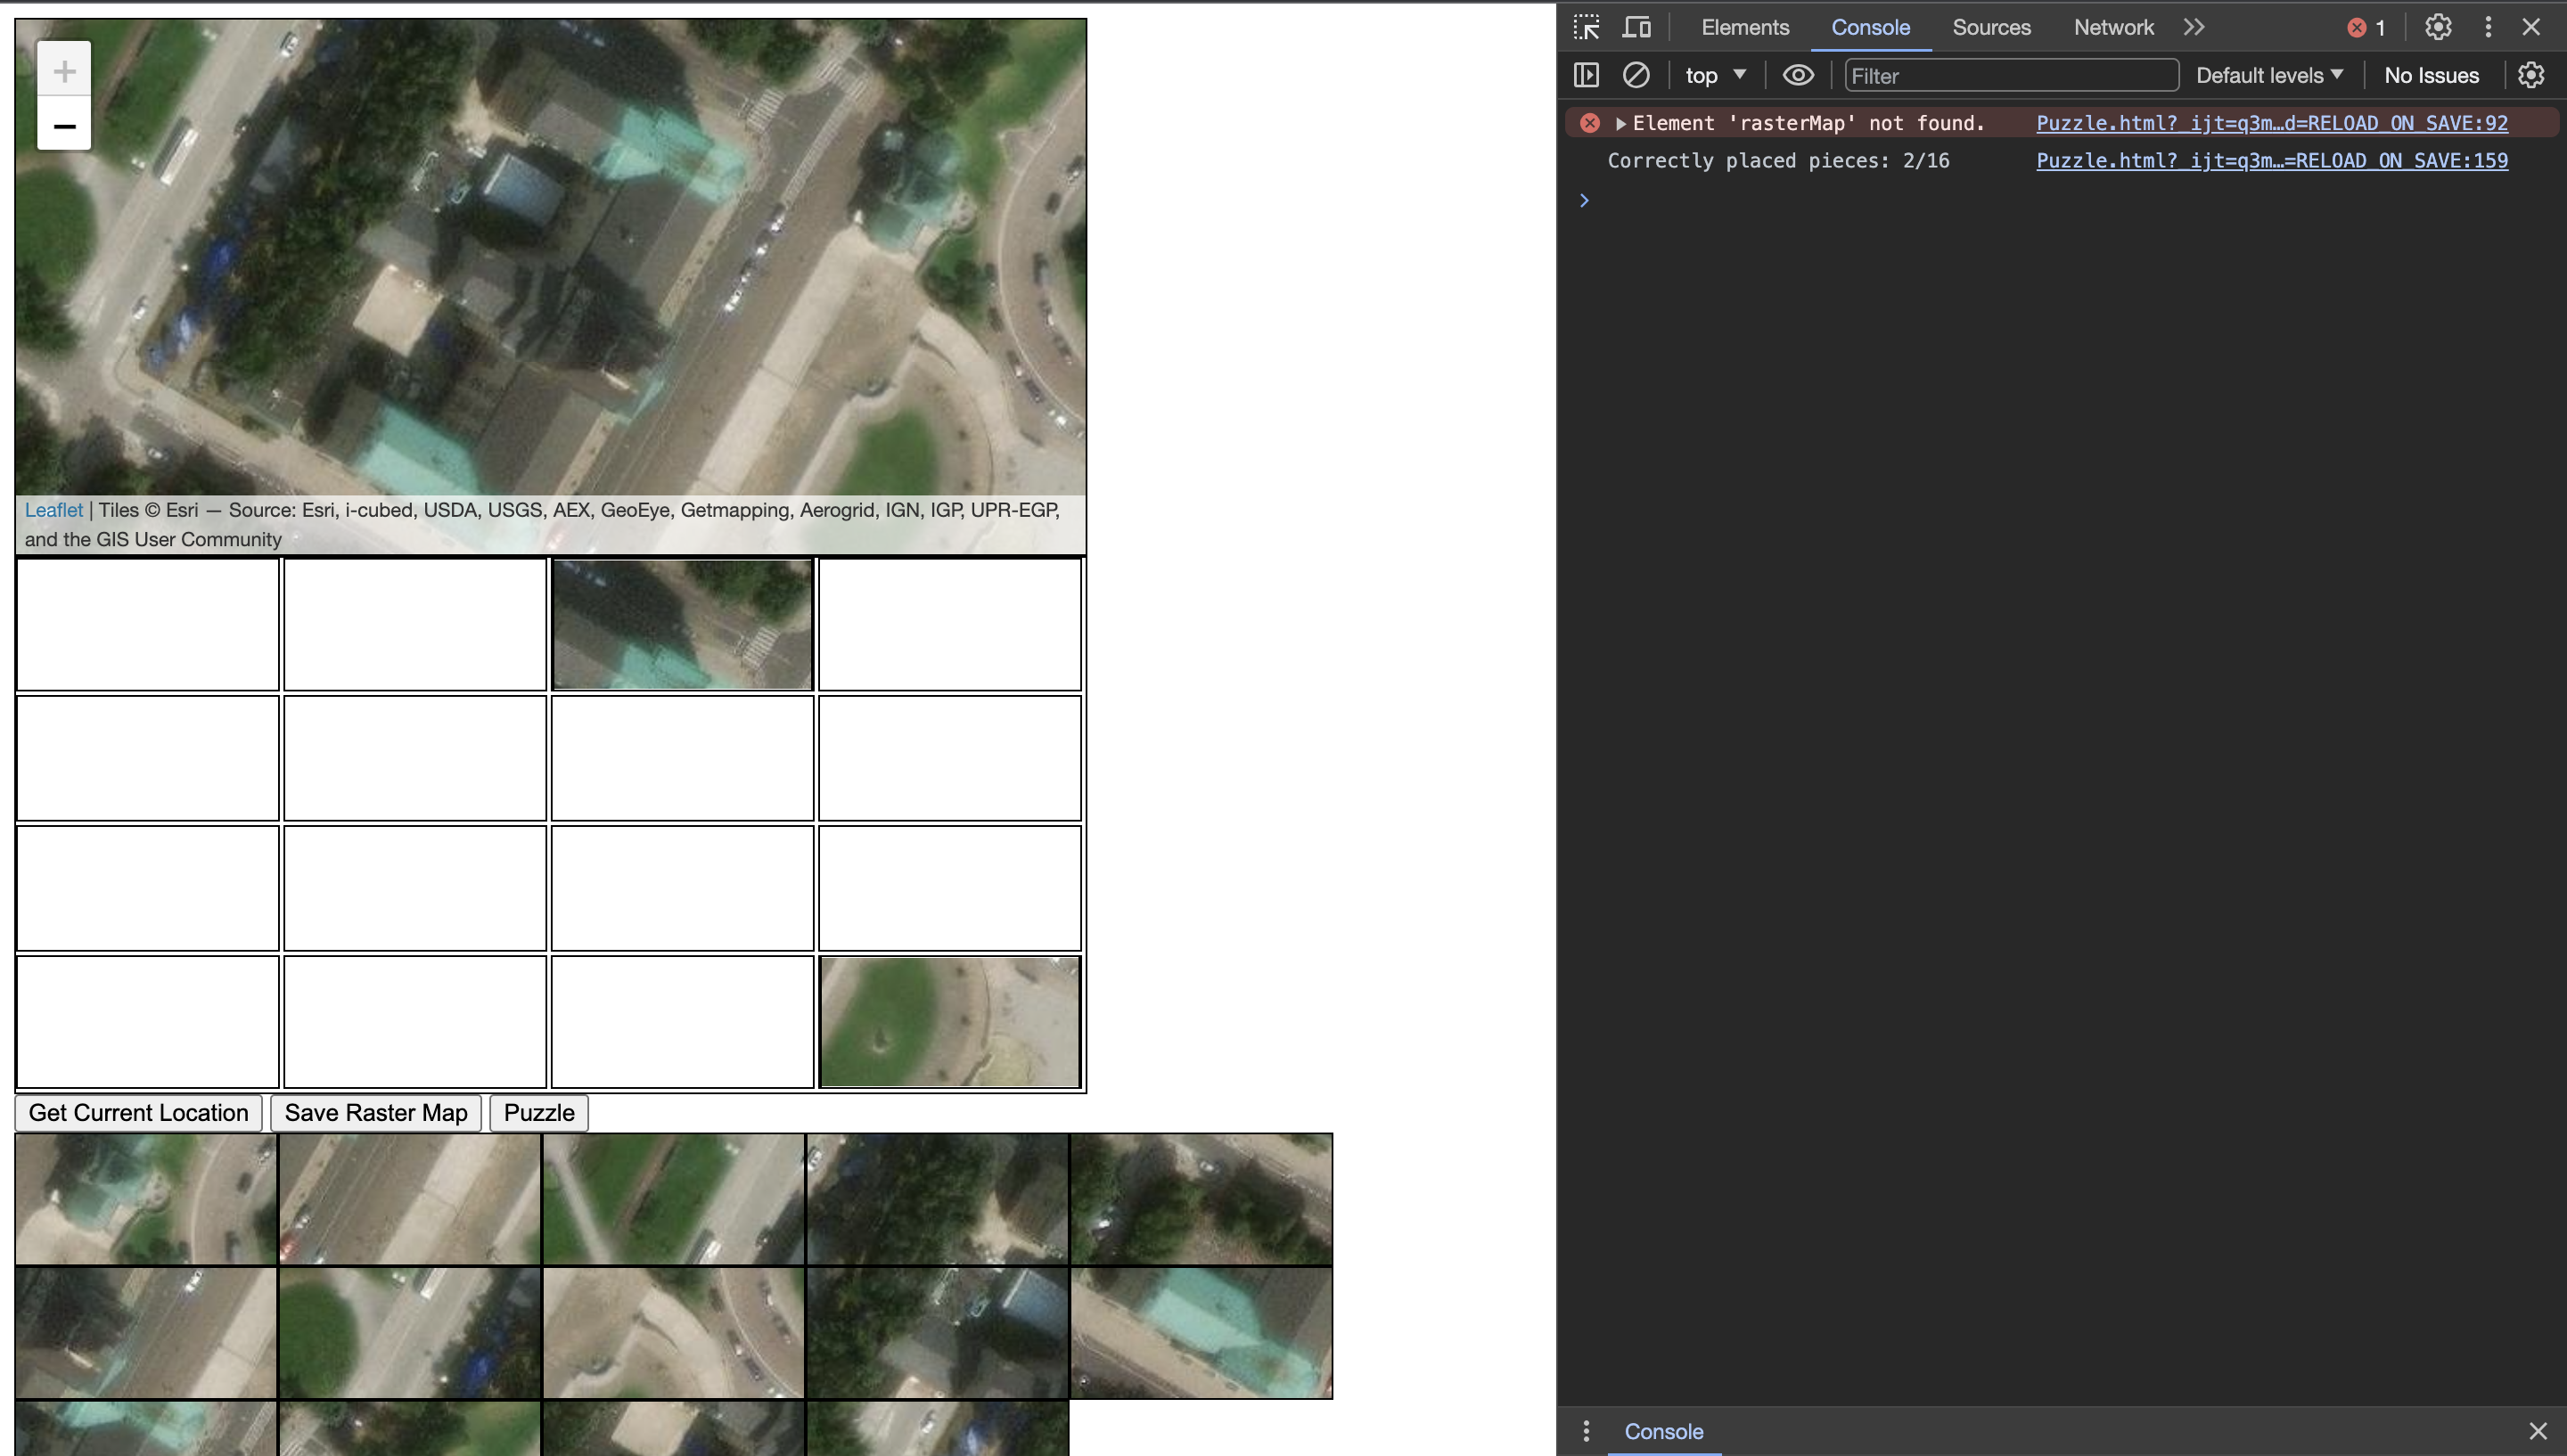 +
−
Leaflet | Tiles © Esri — Source: Esri, i-cubed, USDA, USGS, AEX, GeoEye, Getmapping, Aerogrid, IGN, IGP, UPR-EGP,
and the GIS User Community
Get Current Location Save Raster Map Puzzle
Elements Console Sources Network 1
top Filter Default levels No Issues
Element 'rasterMap' not found. Puzzle.html?_ijt=q3m…d=RELOAD_ON_SAVE:92
Correctly placed pieces: 2/16 Puzzle.html?_ijt=q3m…=RELOAD_ON_SAVE:159
Console